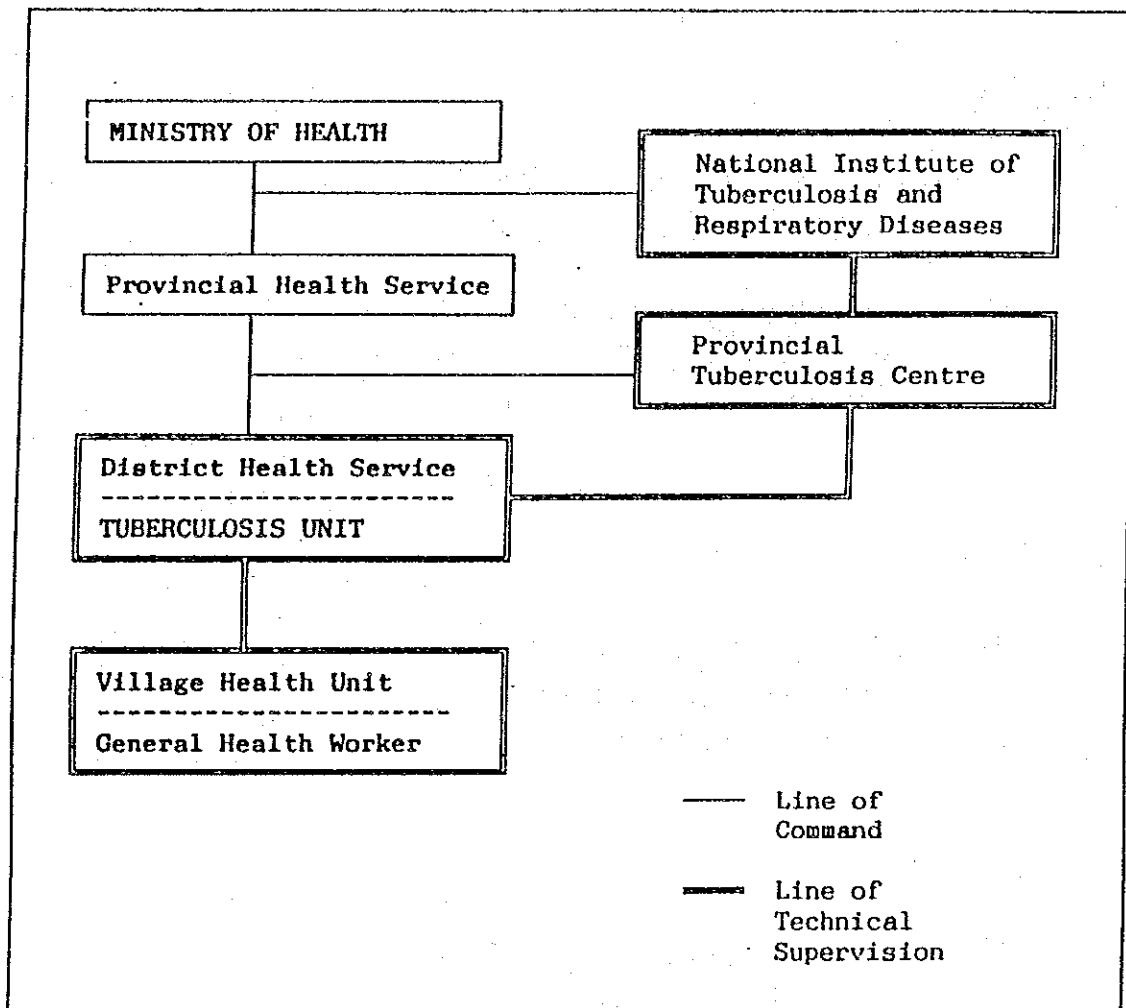 MINISTRY OF HEALTH
National Institute of
Tuberculosis and
Respiratory Diseases
Provincial Health Service
Provincial
Tuberculosis Centre
District Health Service
-----------------------
TUBERCULOSIS UNIT
Village Health Unit
-----------------------
General Health Worker
Line of
Command
Line of
Technical
Supervision